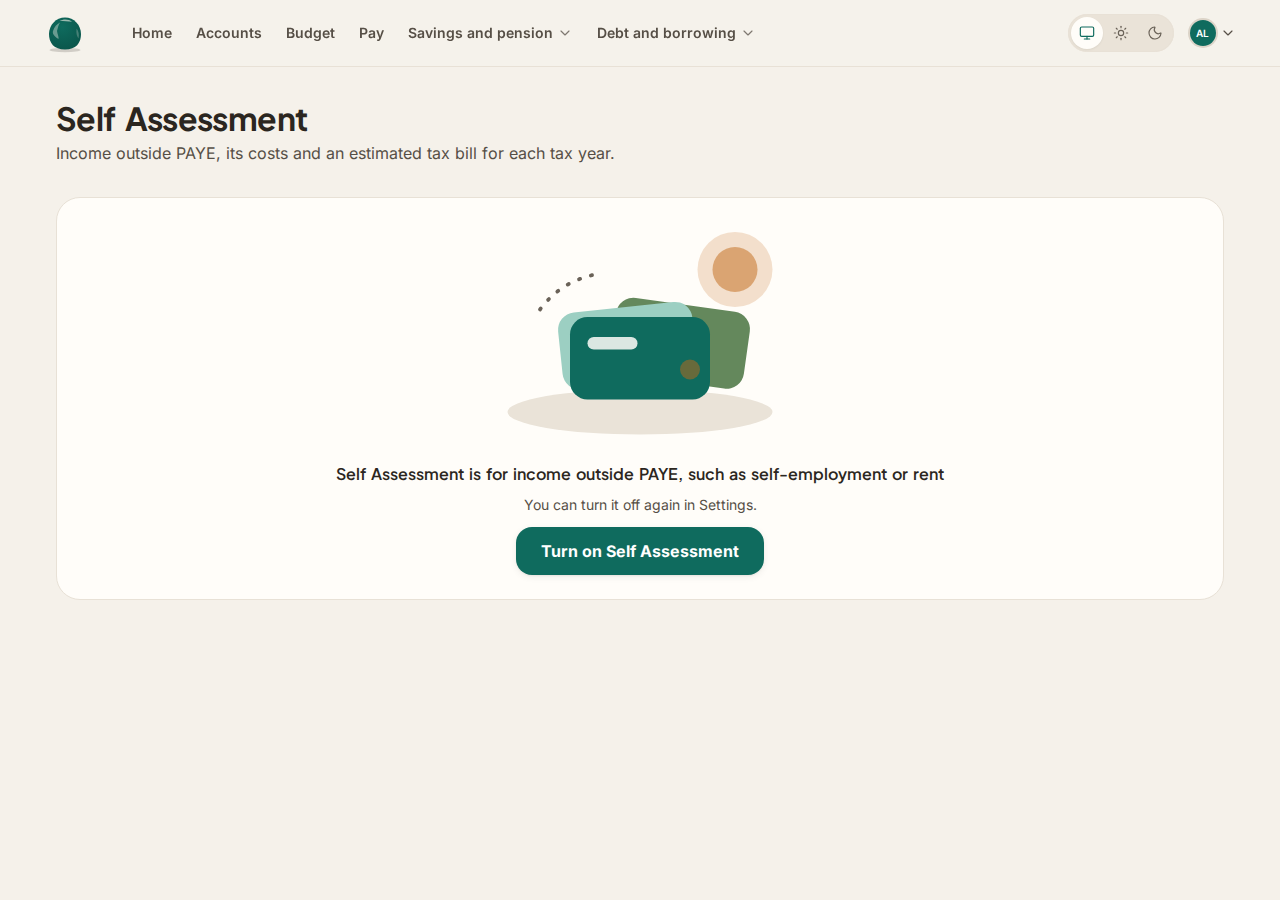 Home
Accounts
Budget
Pay
Savings and pension
Debt and borrowing
AL
Self Assessment
Income outside PAYE, its costs and an estimated tax bill for each tax year.
Self Assessment is for income outside PAYE, such as self-employment or rent
You can turn it off again in Settings.
Turn on Self Assessment